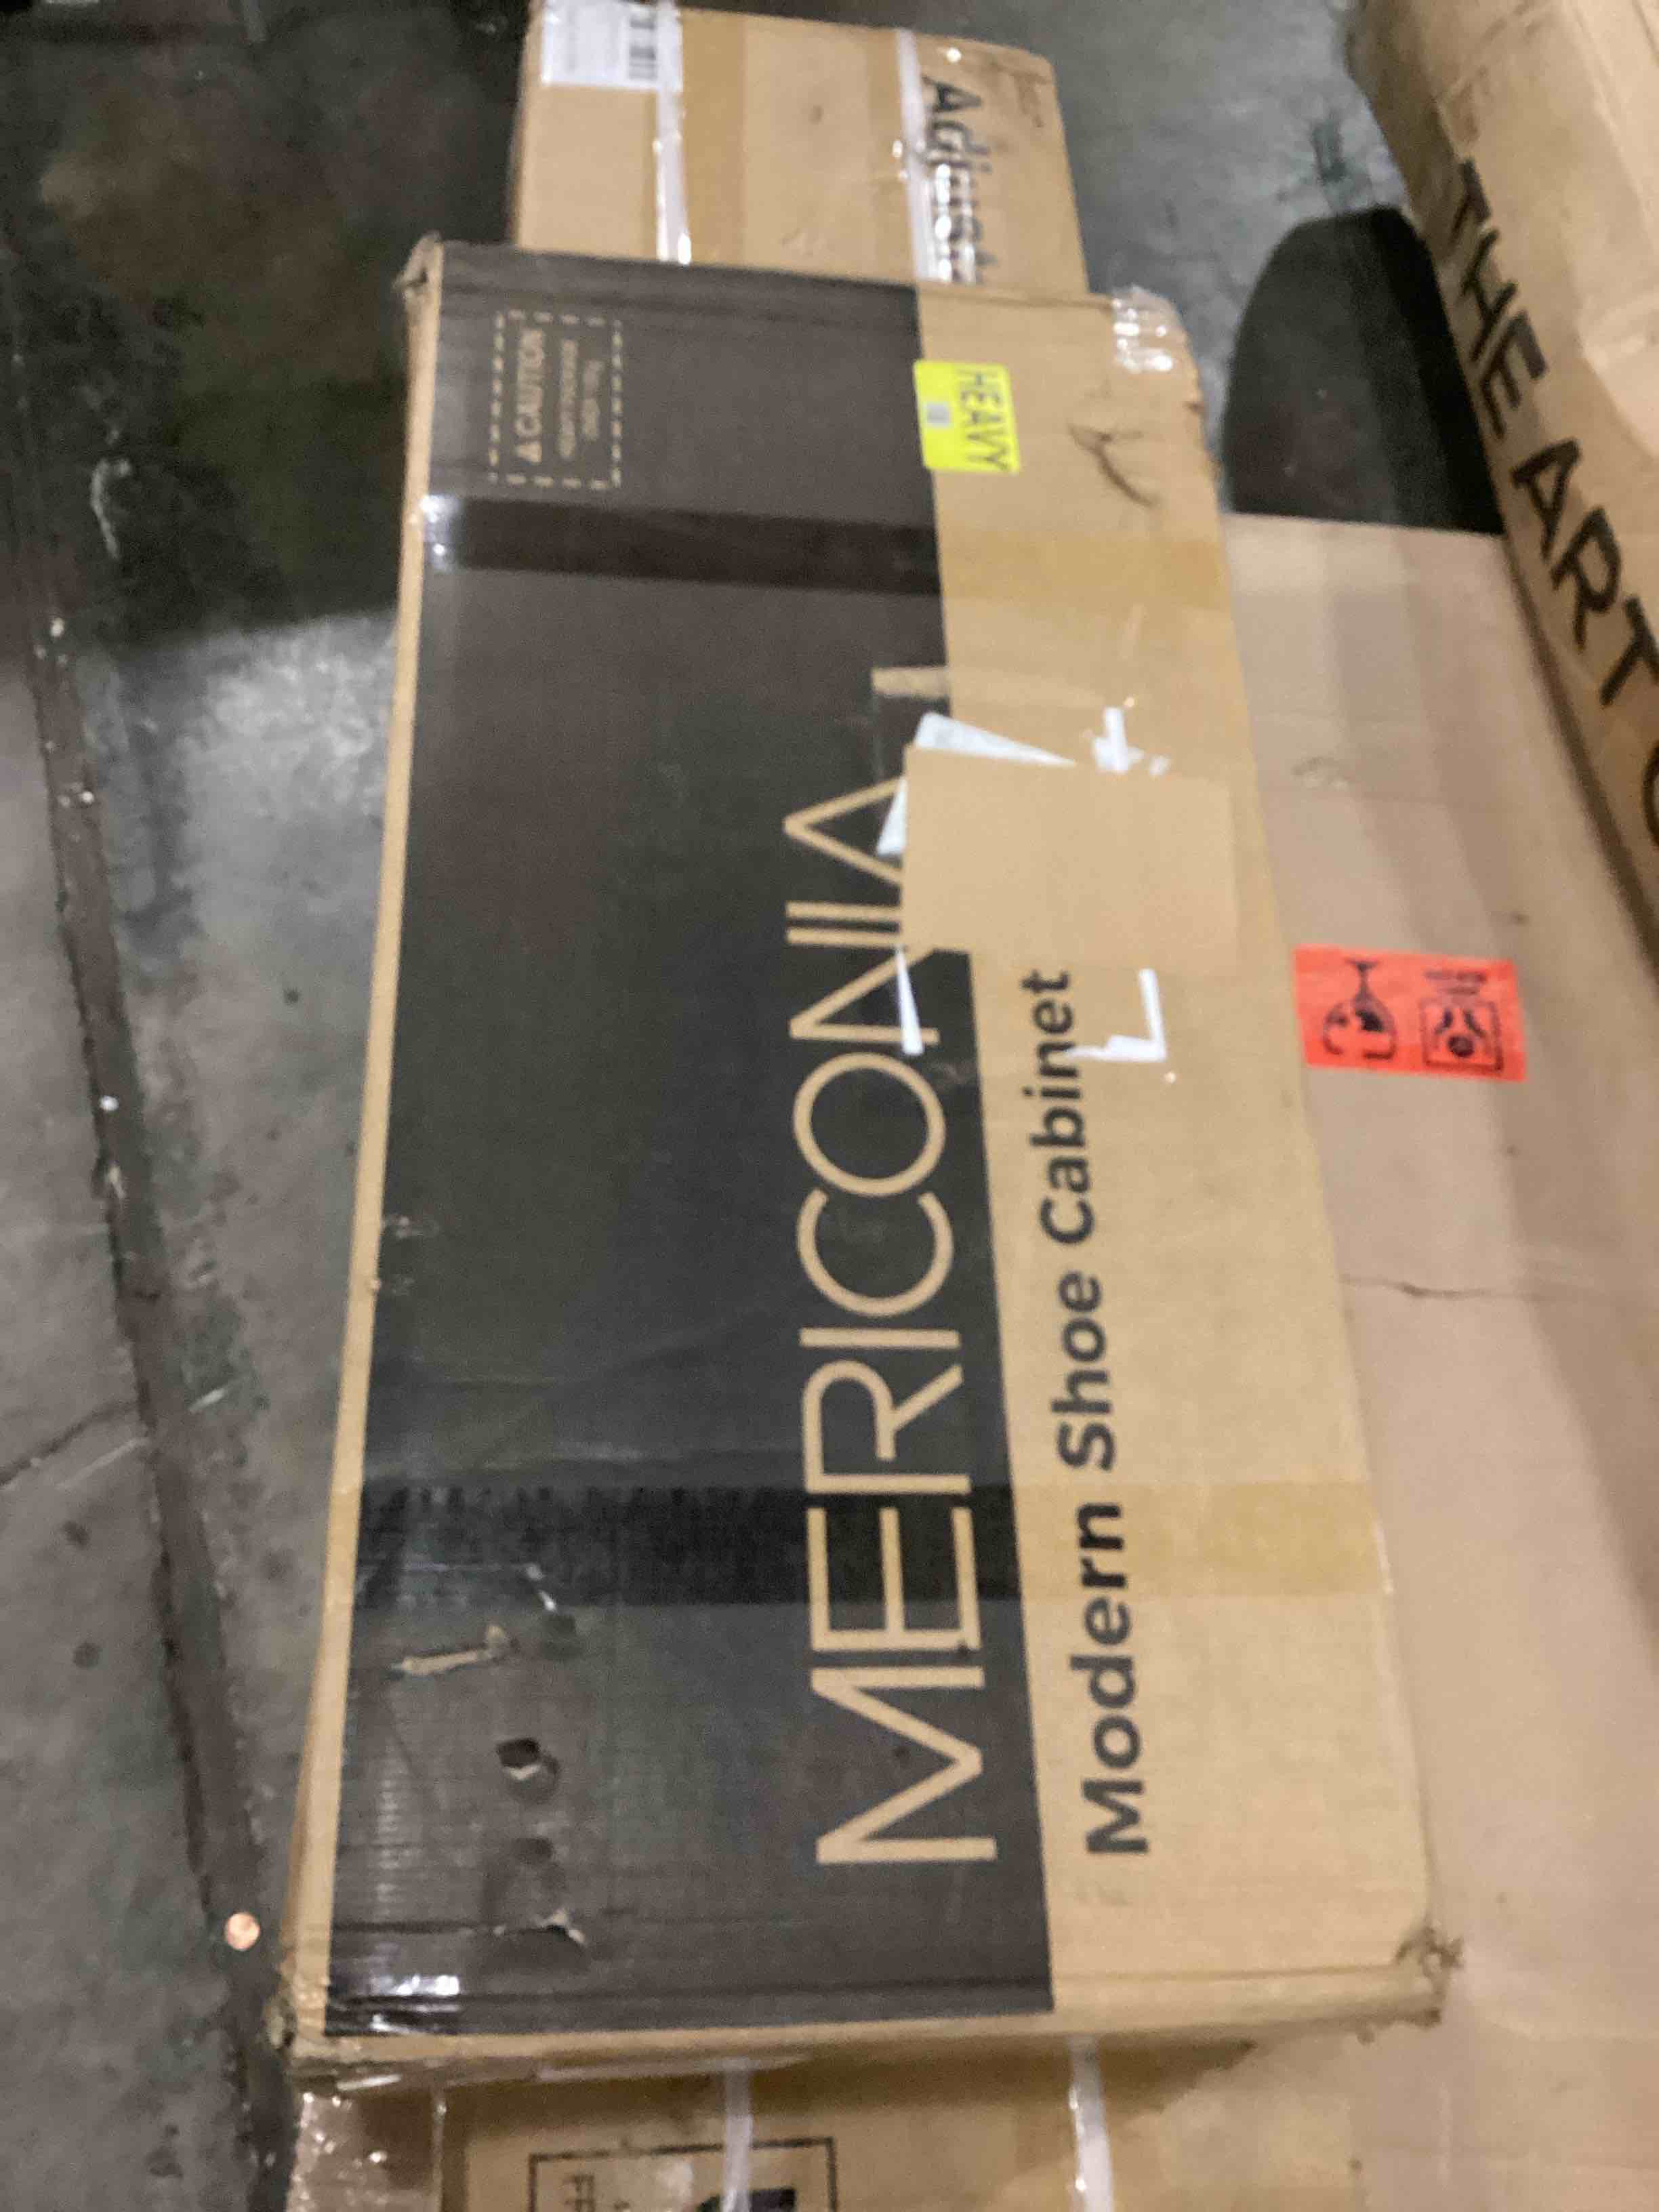 MERICONIA
Modern Shoe Cabinet
HEAVY
CAUTION
THE ART